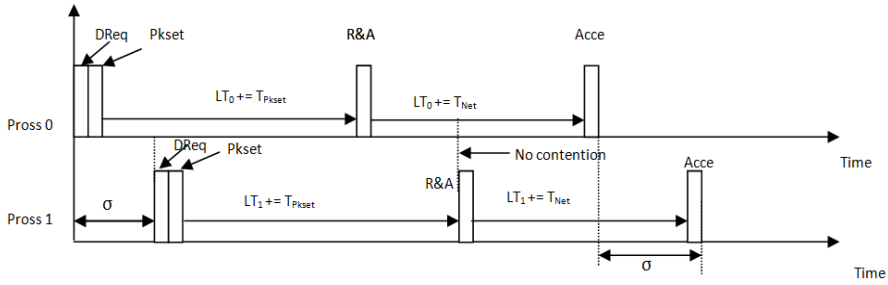 DReq Pkset R&A Acce
LT0 += TPkset LT0 += TNet
Pross 0
DReq Pkset No contention Time
R&A Acce
σ LT1 += TPkset LT1 += TNet
Pross 1
σ Time